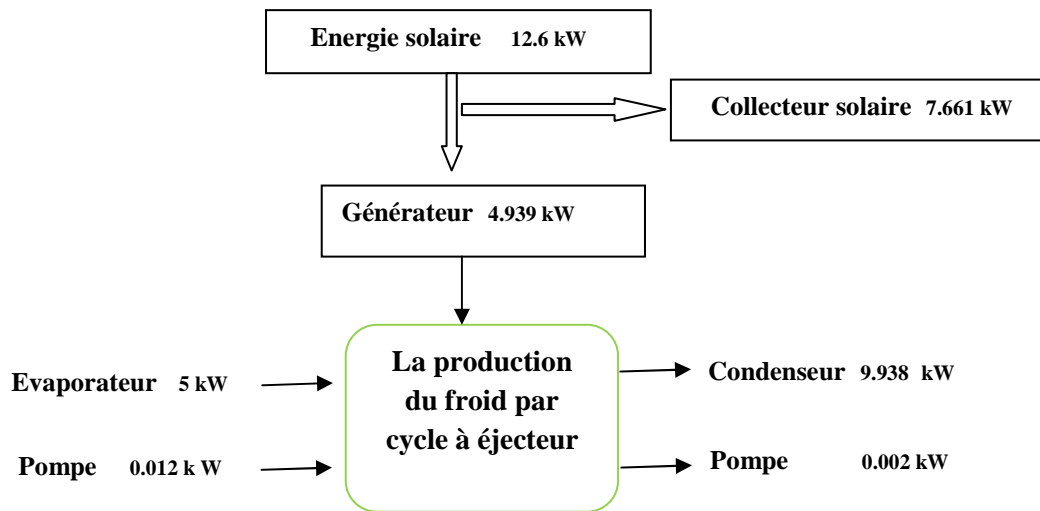 Energie solaire 12.6 kW
Collecteur solaire 7.661 kW
Générateur 4.939 kW
La production
du froid par
cycle à éjecteur
Evaporateur 5 kW
Condenseur 9.938 kW
Pompe 0.012 k W
Pompe 0.002 kW